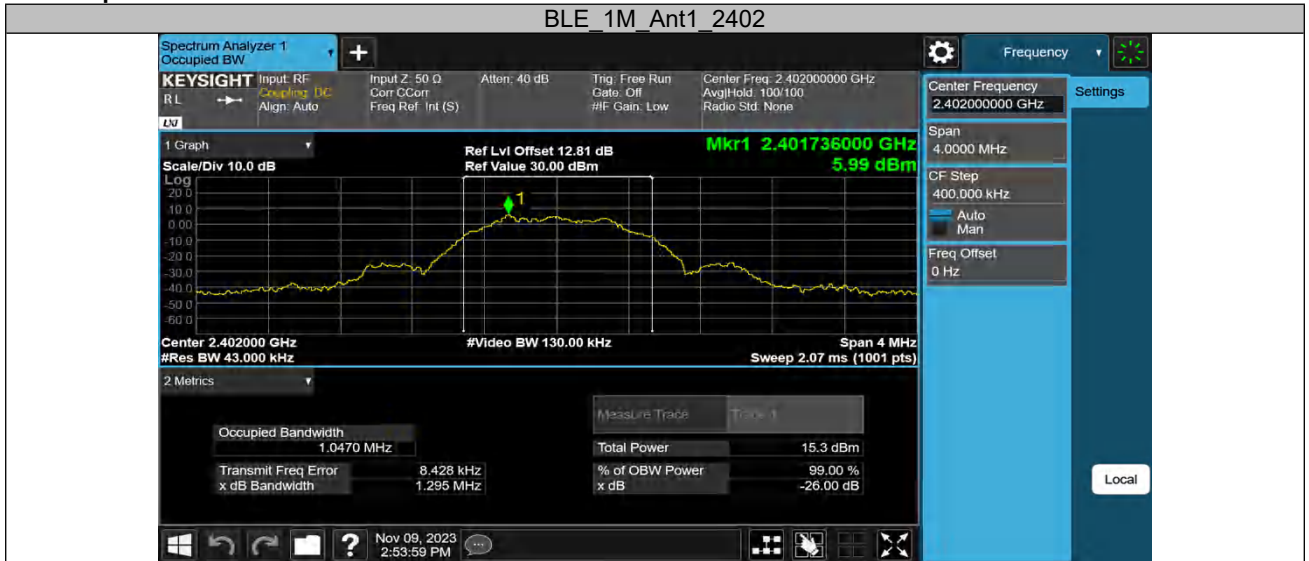 BLE_1M_Ant1_2402
Spectrum Analyzer 1
Occupied BW
+
Frequency
KEYSIGHT
R L
LXI
Input: RF
Coupling: DC
Align: Auto
Input Z: 50 Ω
Corr CCorr
Freq Ref: Int (S)
Atten: 40 dB
Trig: Free Run
Gate: Off
#IF Gain: Low
Center Freq: 2.402000000 GHz
Avg|Hold: 100/100
Radio Std: None
Center Frequency
2.402000000 GHz
Settings
Span
4.0000 MHz
CF Step
400.000 kHz
Auto
Man
Freq Offset
0 Hz
1 Graph
Scale/Div 10.0 dB
Ref Lvl Offset 12.81 dB
Ref Value 30.00 dBm
Mkr1 2.401736000 GHz
5.99 dBm
Log
20.0
10.0
0.00
-10.0
-20.0
-30.0
-40.0
-50.0
-60.0
1
Center 2.402000 GHz
#Res BW 43.000 kHz
#Video BW 130.00 kHz
Span 4 MHz
Sweep 2.07 ms (1001 pts)
2 Metrics
Measure Trace
Trace 1
Occupied Bandwidth
1.0470 MHz
Total Power
15.3 dBm
Transmit Freq Error
8.428 kHz
% of OBW Power
99.00 %
x dB Bandwidth
1.295 MHz
x dB
-26.00 dB
Local
?
Nov 09, 2023
2:53:59 PM